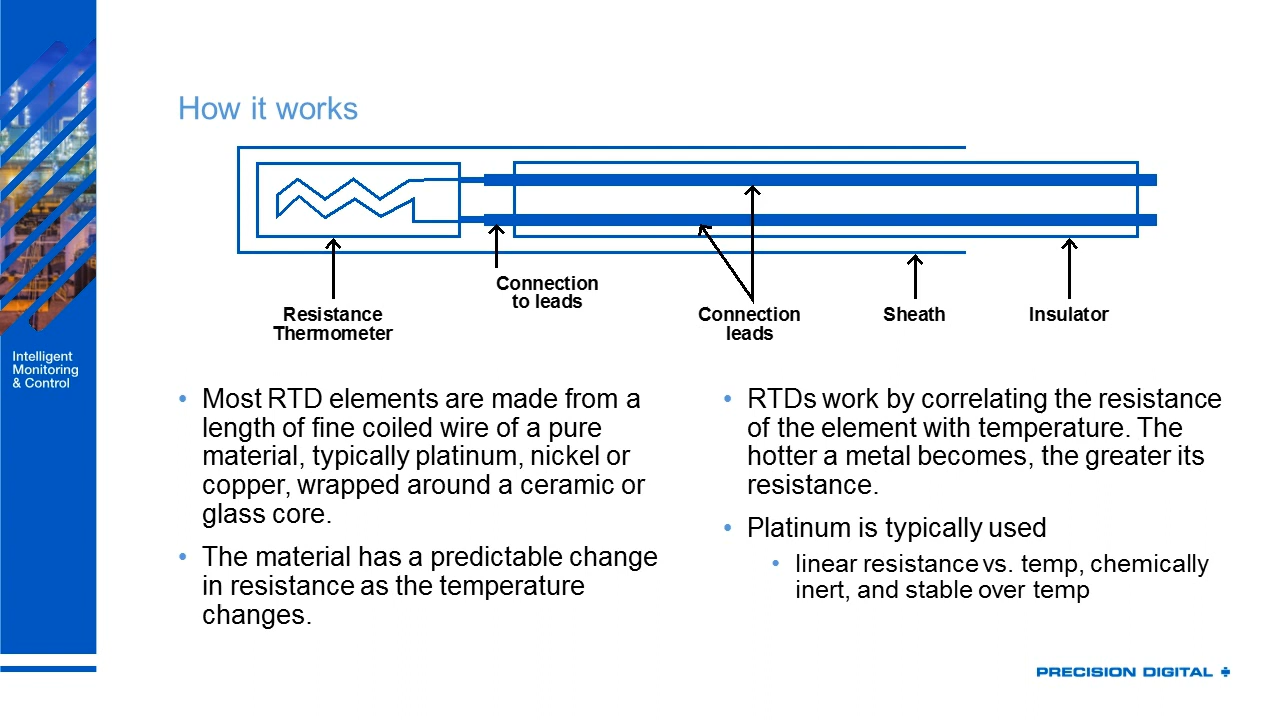 How it works
Connection
to leads
Resistance
Thermometer
Connection
leads
Sheath
Insulator
Intelligent
Monitoring
& Control
• Most RTD elements are made from a
length of fine coiled wire of a pure
material, typically platinum, nickel or
copper, wrapped around a ceramic or
glass core.
• The material has a predictable change
in resistance as the temperature
changes.
• RTDs work by correlating the resistance
of the element with temperature. The
hotter a metal becomes, the greater its
resistance.
• Platinum is typically used
• linear resistance vs. temp, chemically
inert, and stable over temp
PRECISION DIGITAL